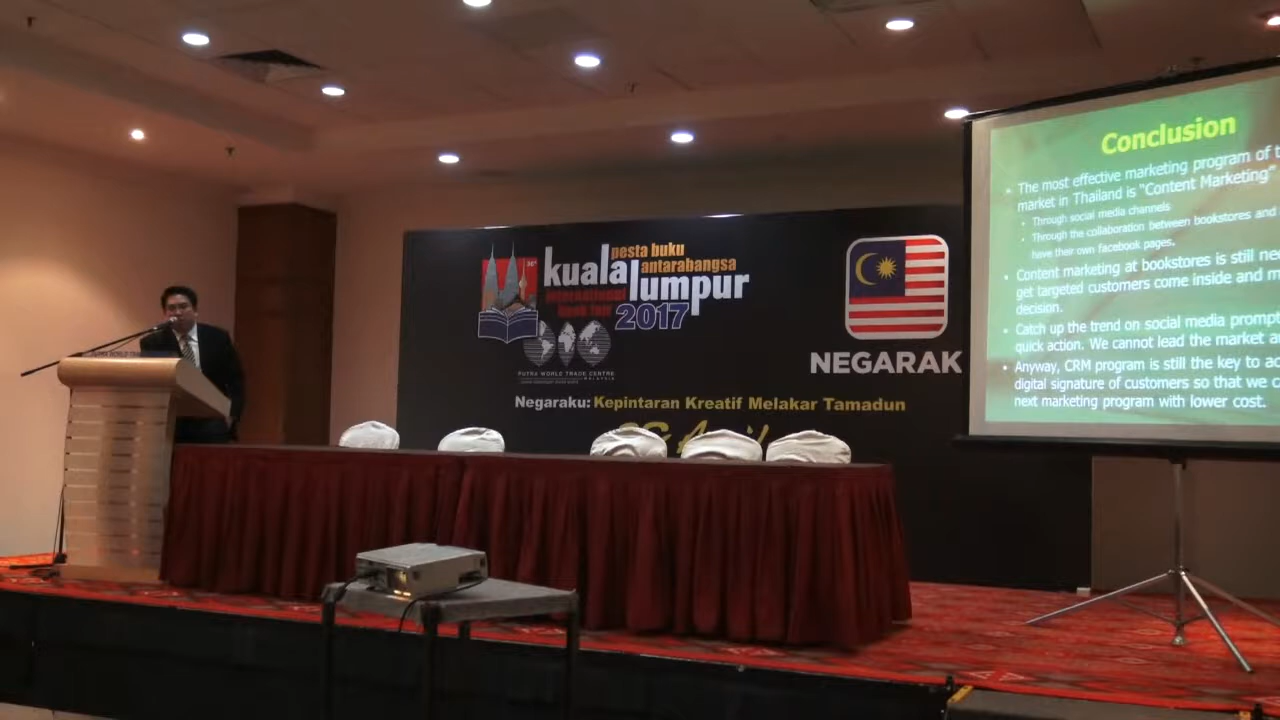 pesta buku
kuala antarabangsa
international lumpur
book fair 2017
PUTRA WORLD TRADE CENTRE
MALAYSIA
NEGARAK
Negaraku: Kepintaran Kreatif Melakar Tamadun
Conclusion
• The most effective marketing program of
market in Thailand is "Content Marketing"
• Through social media channels
• Through the collaboration between bookstores and
have their own facebook pages.
• Content marketing at bookstores is still
get targeted customers come inside and
decision.
• Catch up the trend on social media
quick action. We cannot lead the market
• Anyway, CRM program is still the key to
digital signature of customers so that we
next marketing program with lower cost.
PUTRA WORLD